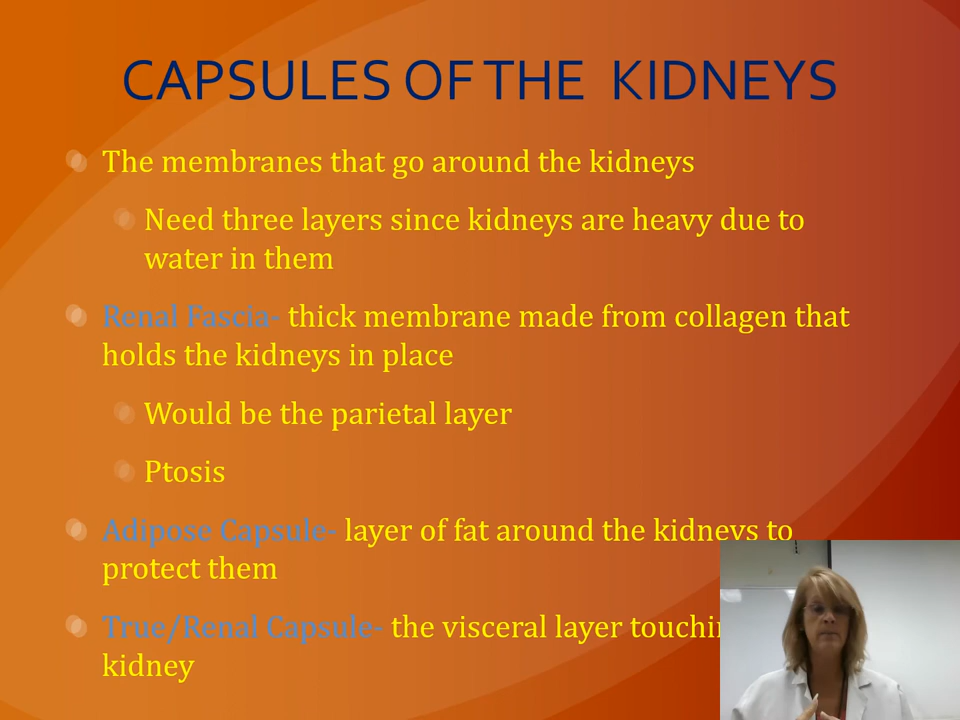 CAPSULES OF THE KIDNEYS
The membranes that go around the kidneys
Need three layers since kidneys are heavy due to
water in them
Renal Fascia- thick membrane made from collagen that
holds the kidneys in place
Would be the parietal layer
Ptosis
Adipose Capsule- layer of fat around the kidneys to
protect them
True/Renal Capsule- the visceral layer
kidney